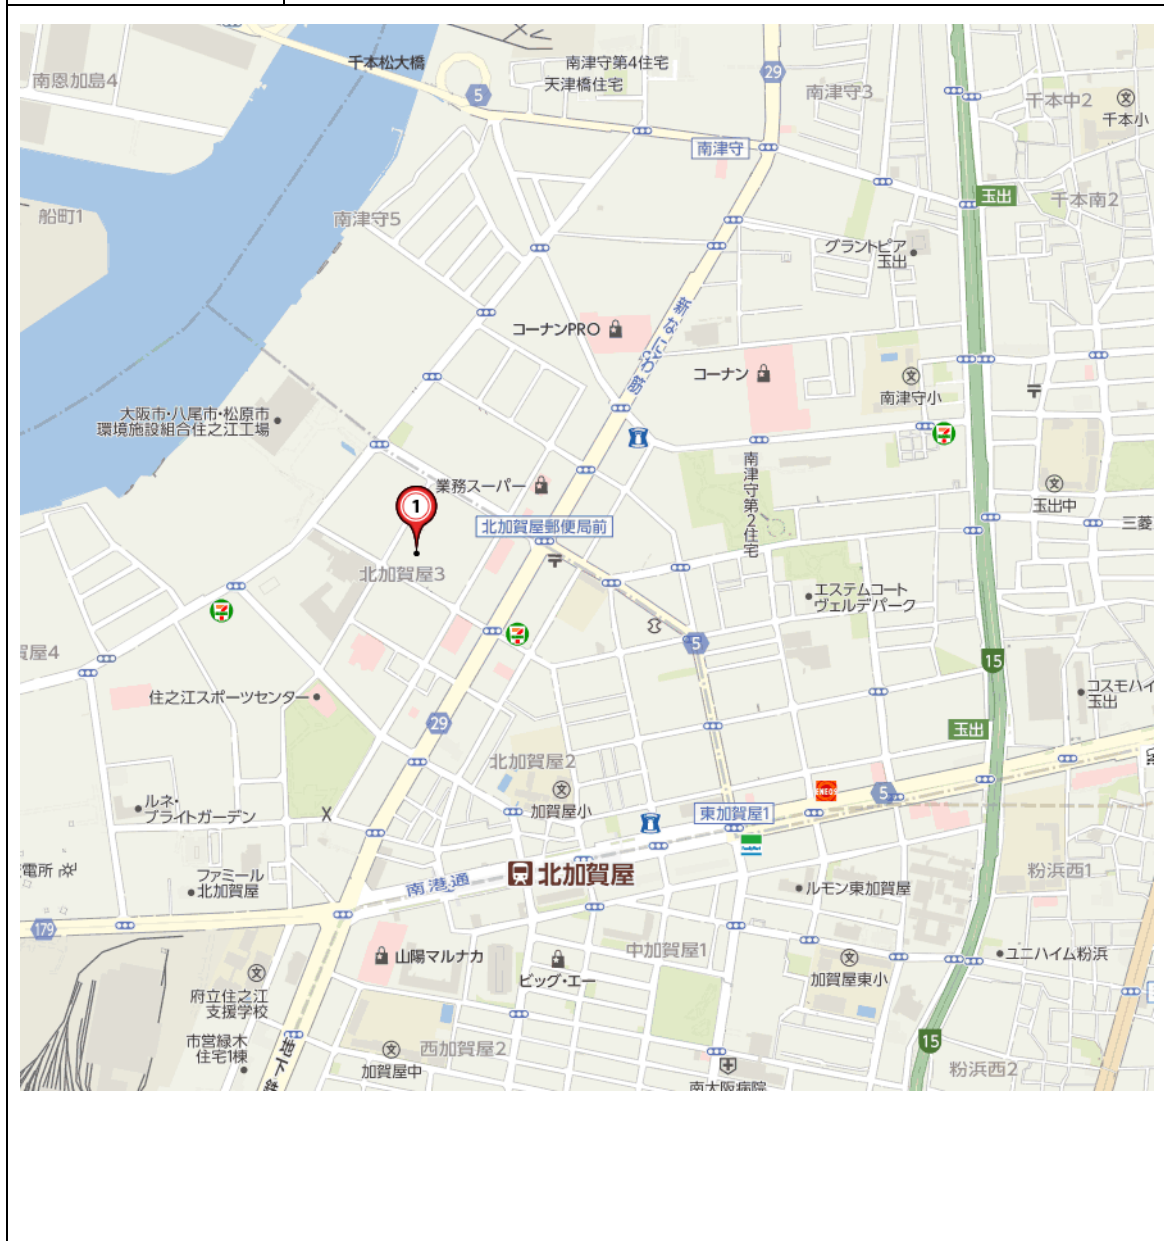 千本松大橋
南津守第4住宅
天津橋住宅
29
南津守3
南恩加島4
5
千本中2
千本小
南津守
玉出
千本南2
船町1
南津守5
グラントピア
玉出
新なにわ筋
コーナンPRO
コーナン
南津守小
大阪市・八尾市・松原市
環境施設組合住之江工場
7
南津守第2住宅
業務スーパー
1
玉出中
三菱
北加賀屋郵便局前
北加賀屋3
エステムコート
ヴェルデパーク
7
7
賀屋4
5
15
住之江スポーツセンター
コスモハイ
玉出
29
玉出
北加賀屋2
ENEOS
5
ルネ・
ブライトガーデン
加賀屋小
東加賀屋1
FamilyMart
電所
ファミール
北加賀屋
南港通
北加賀屋
ルモン東加賀屋
粉浜西1
179
山陽マルナカ
中加賀屋1
ビッグ・エー
加賀屋東小
ユニハイム粉浜
府立住之江
支援学校
市営緑木
住宅1棟
西加賀屋2
加賀屋中
15
粉浜西2
南大阪病院